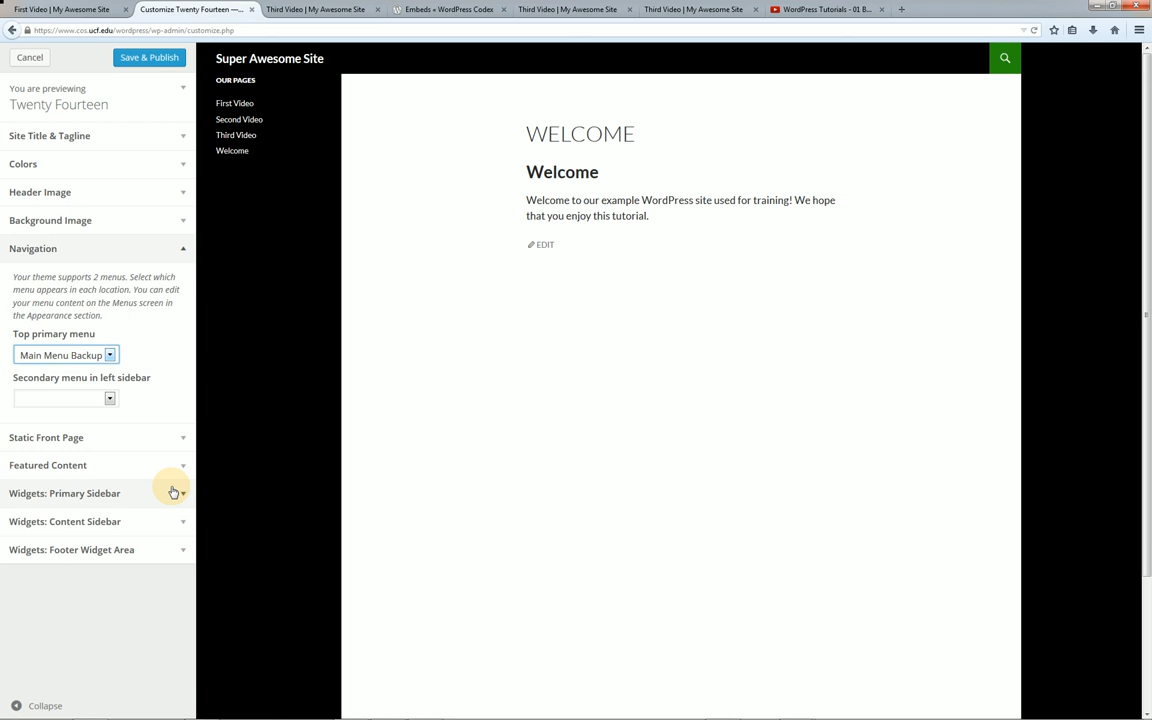 First Video | My Awesome Site
Customize Twenty Fourteen —...
Third Video | My Awesome Site
Embeds « WordPress Codex
Third Video | My Awesome Site
Third Video | My Awesome Site
WordPress Tutorials - 01 B...
https://www.cos.ucf.edu/wordpress/wp-admin/customize.php
Cancel
Save & Publish
You are previewing
Twenty Fourteen
Site Title & Tagline
Colors
Header Image
Background Image
Navigation
Your theme supports 2 menus. Select which
menu appears in each location. You can edit
your menu content on the Menus screen in
the Appearance section.
Top primary menu
Main Menu Backup
Secondary menu in left sidebar
Static Front Page
Featured Content
Widgets: Primary Sidebar
Widgets: Content Sidebar
Widgets: Footer Widget Area
Collapse
Super Awesome Site
OUR PAGES
First Video
Second Video
Third Video
Welcome
WELCOME
Welcome
Welcome to our example WordPress site used for training! We hope
that you enjoy this tutorial.
EDIT